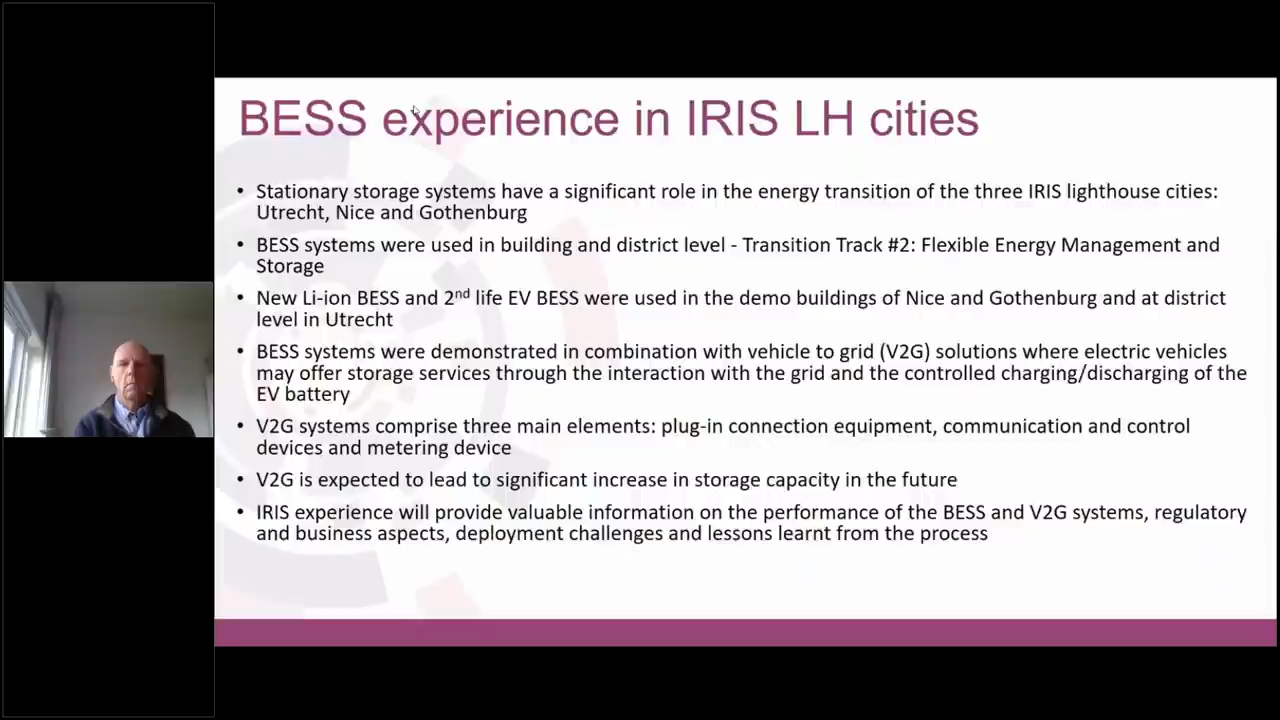 BESS experience in IRIS LH cities
• Stationary storage systems have a significant role in the energy transition of the three IRIS lighthouse cities:
Utrecht, Nice and Gothenburg
• BESS systems were used in building and district level - Transition Track #2: Flexible Energy Management and
Storage
• New Li-ion BESS and 2nd life EV BESS were used in the demo buildings of Nice and Gothenburg and at district
level in Utrecht
• BESS systems were demonstrated in combination with vehicle to grid (V2G) solutions where electric vehicles
may offer storage services through the interaction with the grid and the controlled charging/discharging of the
EV battery
• V2G systems comprise three main elements: plug-in connection equipment, communication and control
devices and metering device
• V2G is expected to lead to significant increase in storage capacity in the future
• IRIS experience will provide valuable information on the performance of the BESS and V2G systems, regulatory
and business aspects, deployment challenges and lessons learnt from the process